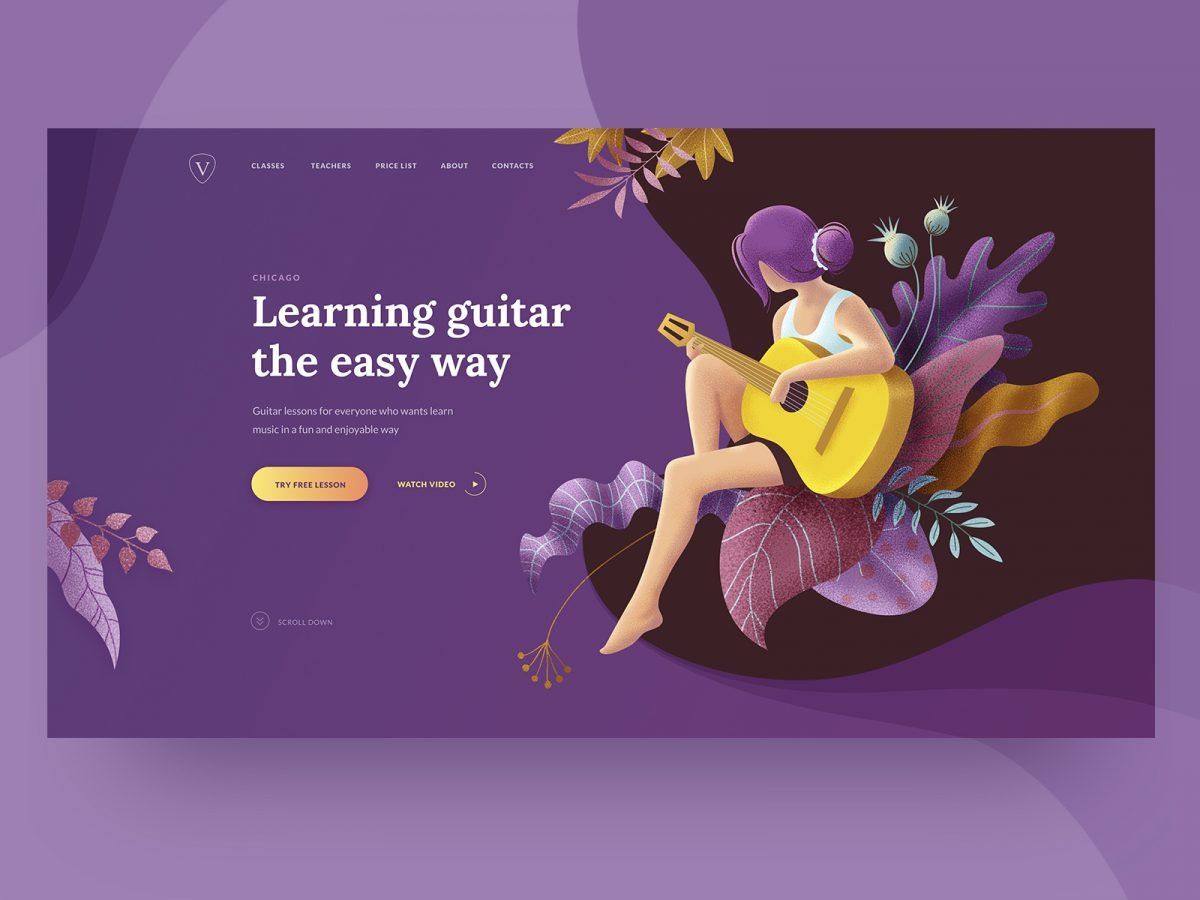 V
CLASSES TEACHERS PRICE LIST ABOUT CONTACTS
CHICAGO
Learning guitar
the easy way
Guitar lessons for everyone who wants learn
music in a fun and enjoyable way
TRY FREE LESSON WATCH VIDEO
SCROLL DOWN